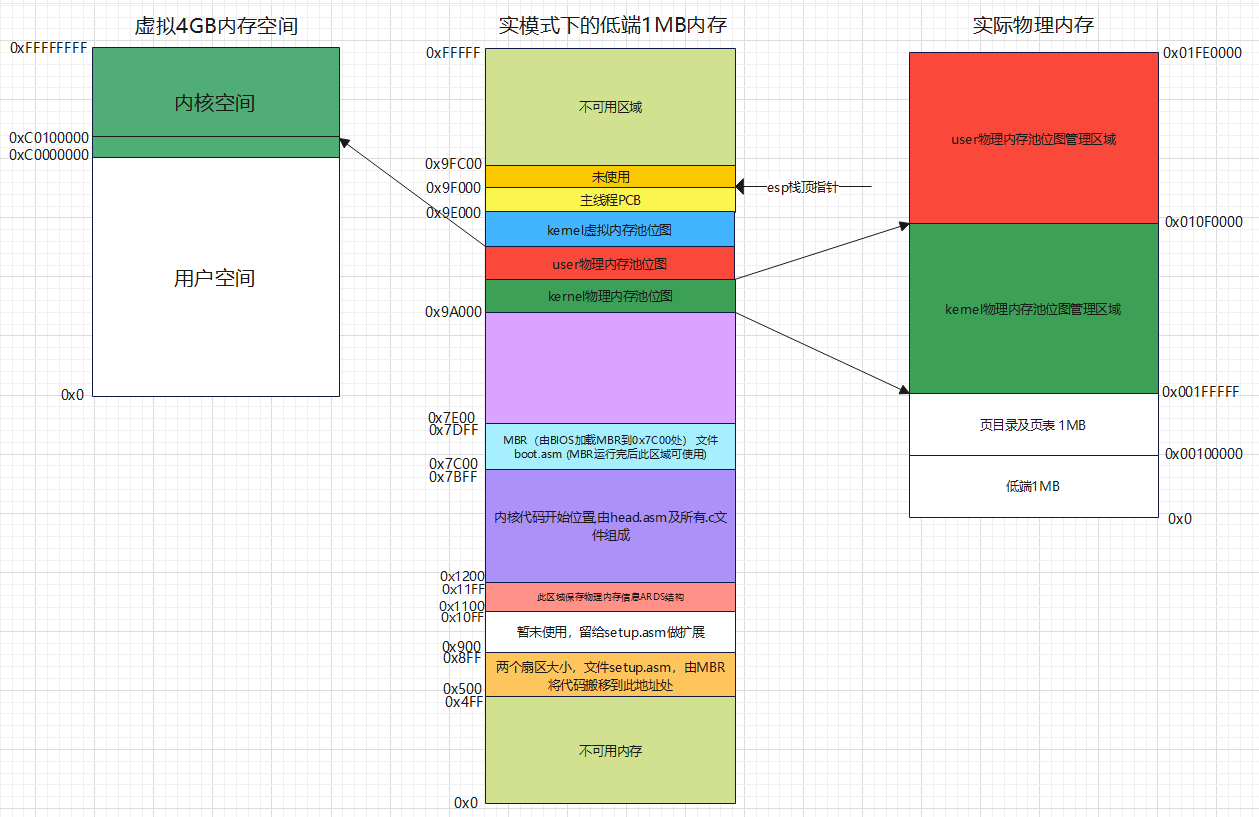 虚拟4GB内存空间
0xFFFFFFFF
内核空间
0xC0100000
0xC0000000
用户空间
0x0
实模式下的低端1MB内存
0xFFFFF
不可用区域
0x9FC00
未使用
0x9F000
esp栈顶指针
主线程PCB
0x9E000
kernel虚拟内存池位图
user物理内存池位图
kernel物理内存池位图
0x9A000
0x7E00
0x7DFF
MBR（由BIOS加载MBR到0x7C00处） 文件
boot.asm (MBR运行完后此区域可使用)
0x7C00
0x7BFF
内核代码开始位置,由head.asm及所有.c文
件组成
0x1200
0x11FF
此区域保存物理内存信息ARDS结构
0x1100
0x10FF
暂未使用，留给setup.asm做扩展
0x900
0x8FF
两个扇区大小，文件setup.asm，由MBR
将代码搬移到此地址处
0x500
0x4FF
不可用内存
0x0
实际物理内存
0x01FE0000
user物理内存池位图管理区域
0x010F0000
kernel物理内存池位图管理区域
0x001FFFFF
页目录及页表 1MB
0x00100000
低端1MB
0x0